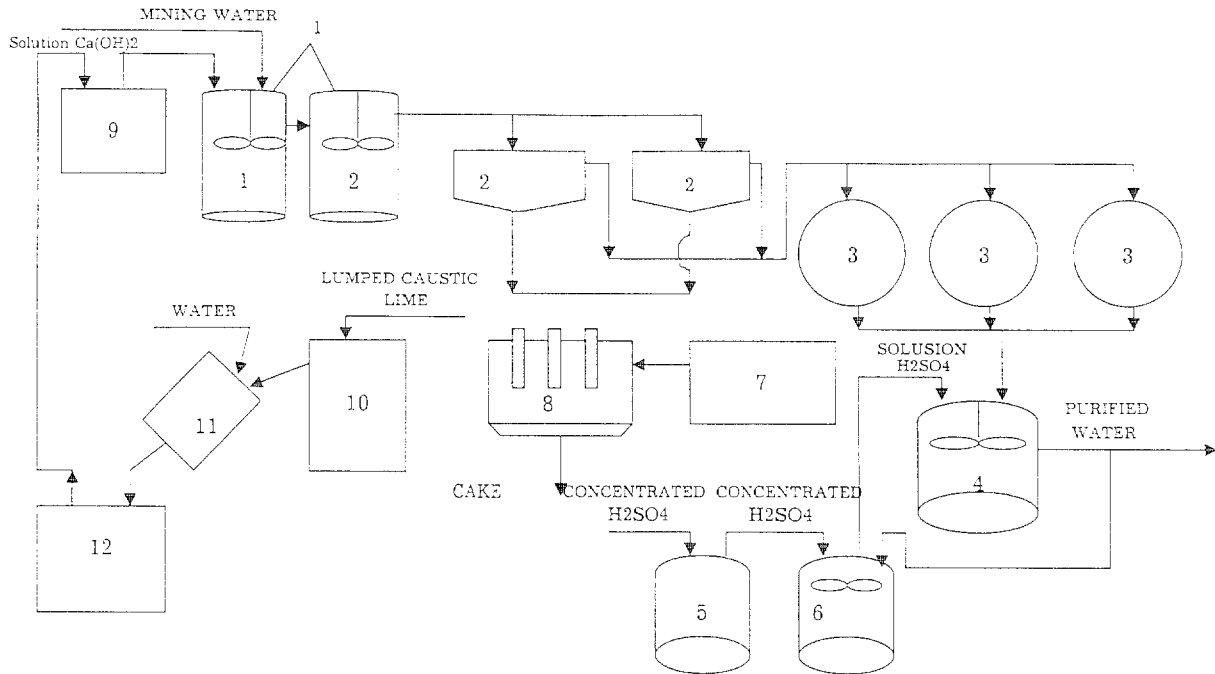 MINING WATER
Solution Ca(OH)2
1
9
1
2
2
2
3
3
3
LUMPED CAUSTIC
LIME
WATER
SOLUSION
H2SO4
10
11
8
7
PURIFIED
WATER
4
CAKE
CONCENTRATED
H2SO4
CONCENTRATED
H2SO4
12
5
6